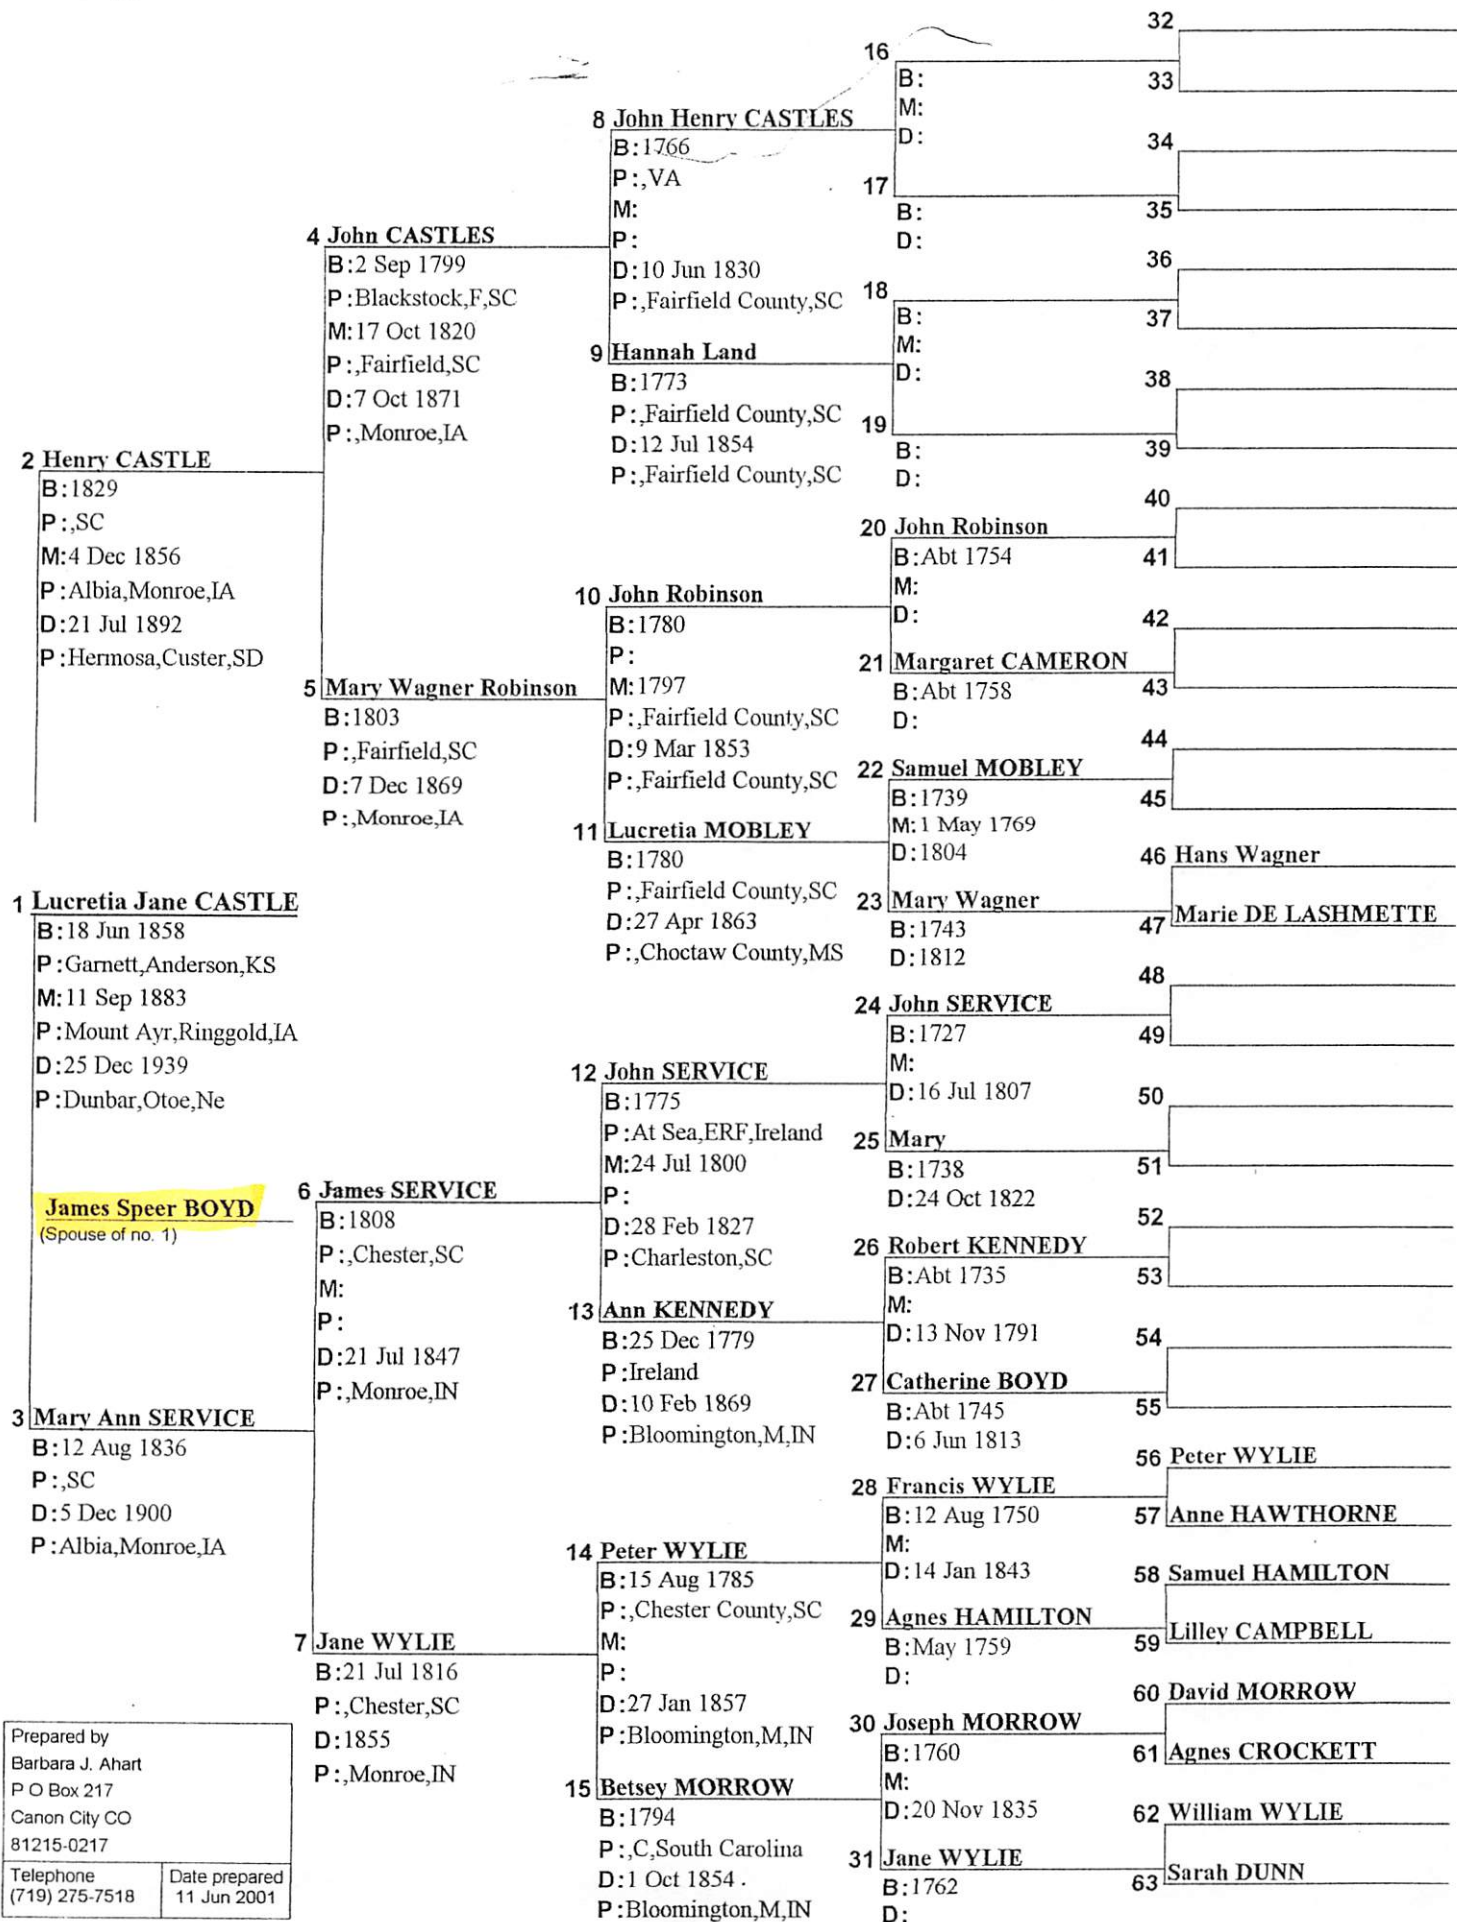 1 Lucretia Jane CASTLE
B:18 Jun 1858
P:Garnett,Anderson,KS
M:11 Sep 1883
P:Mount Ayr,Ringgold,IA
D:25 Dec 1939
P:Dunbar,Otoe,Ne
James Speer BOYD
(Spouse of no. 1)
2 Henry CASTLE
B:1829
P:,SC
M:4 Dec 1856
P:Albia,Monroe,IA
D:21 Jul 1892
P:Hermosa,Custer,SD
3 Mary Ann SERVICE
B:12 Aug 1836
P:,SC
D:5 Dec 1900
P:Albia,Monroe,IA
4 John CASTLES
B:2 Sep 1799
P:Blackstock,F,SC
M:17 Oct 1820
P:,Fairfield,SC
D:7 Oct 1871
P:,Monroe,IA
5 Mary Wagner Robinson
B:1803
P:,Fairfield,SC
D:7 Dec 1869
P:,Monroe,IA
6 James SERVICE
B:1808
P:,Chester,SC
M:
P:
D:21 Jul 1847
P:,Monroe,IN
7 Jane WYLIE
B:21 Jul 1816
P:,Chester,SC
D:1855
P:,Monroe,IN
8 John Henry CASTLES
B:1766
P:,VA
M:
P:
D:10 Jun 1830
P:,Fairfield County,SC
9 Hannah Land
B:1773
P:,Fairfield County,SC
D:12 Jul 1854
P:,Fairfield County,SC
10 John Robinson
B:1780
P:
M:1797
P:,Fairfield County,SC
D:9 Mar 1853
P:,Fairfield County,SC
11 Lucretia MOBLEY
B:1780
P:,Fairfield County,SC
D:27 Apr 1863
P:,Choctaw County,MS
12 John SERVICE
B:1775
P:At Sea,ERF,Ireland
M:24 Jul 1800
P:
D:28 Feb 1827
P:Charleston,SC
13 Ann KENNEDY
B:25 Dec 1779
P:Ireland
D:10 Feb 1869
P:Bloomington,M,IN
14 Peter WYLIE
B:15 Aug 1785
P:,Chester County,SC
M:
P:
D:27 Jan 1857
P:Bloomington,M,IN
15 Betsey MORROW
B:1794
P:,C,South Carolina
D:1 Oct 1854 .
P:Bloomington,M,IN
16
B:
M:
D:
17
B:
D:
18
B:
M:
D:
19
B:
D:
20 John Robinson
B:Abt 1754
M:
D:
21 Margaret CAMERON
B:Abt 1758
D:
22 Samuel MOBLEY
B:1739
M:1 May 1769
D:1804
23 Mary Wagner
B:1743
D:1812
24 John SERVICE
B:1727
M:
D:16 Jul 1807
25 Mary
B:1738
D:24 Oct 1822
26 Robert KENNEDY
B:Abt 1735
M:
D:13 Nov 1791
27 Catherine BOYD
B:Abt 1745
D:6 Jun 1813
28 Francis WYLIE
B:12 Aug 1750
M:
D:14 Jan 1843
29 Agnes HAMILTON
B:May 1759
D:
30 Joseph MORROW
B:1760
M:
D:20 Nov 1835
31 Jane WYLIE
B:1762
D:
32
33
34
35
36
37
38
39
40
41
42
43
44
45
46 Hans Wagner
47 Marie DE LASHMETTE
48
49
50
51
52
53
54
55
56 Peter WYLIE
57 Anne HAWTHORNE
58 Samuel HAMILTON
59 Lilley CAMPBELL
60 David MORROW
61 Agnes CROCKETT
62 William WYLIE
63 Sarah DUNN
Prepared by
Barbara J. Ahart
P O Box 217
Canon City CO
81215-0217
Telephone
(719) 275-7518
Date prepared
11 Jun 2001